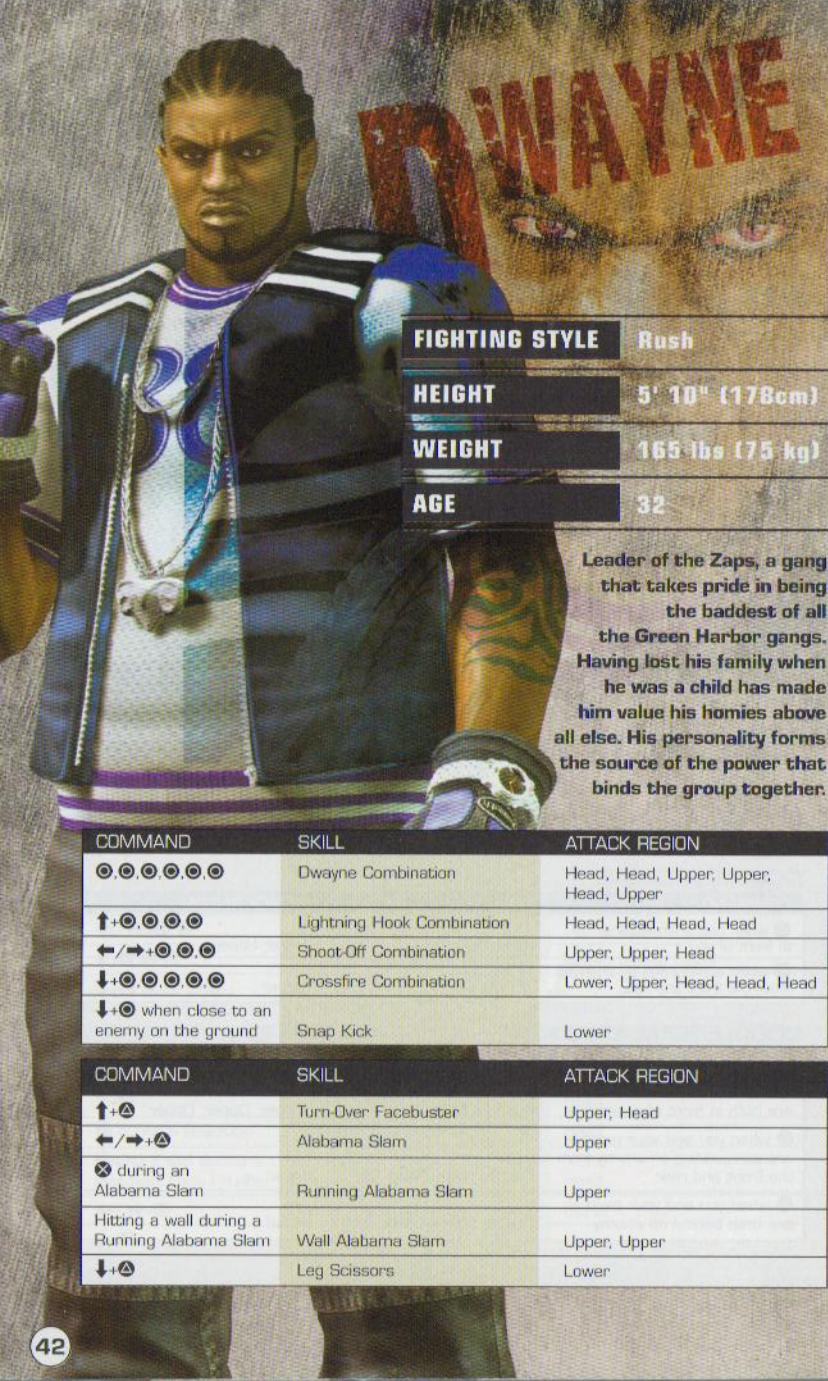 DWAYNE
FIGHTING STYLE Rush
HEIGHT 5' 10" (178cm)
WEIGHT 165 lbs (75 kg)
AGE 32
Leader of the Zaps, a gang
that takes pride in being
the baddest of all
the Green Harbor gangs.
Having lost his family when
he was a child has made
him value his homies above
all else. His personality forms
the source of the power that
binds the group together.
COMMAND SKILL ATTACK REGION
◎,◎,◎,◎,◎,◎ Dwayne Combination Head, Head, Upper, Upper,
Head, Upper
⬆+◎,◎,◎,◎ Lightning Hook Combination Head, Head, Head, Head
⬅/➡+◎,◎,◎ Shoot-Off Combination Upper, Upper, Head
⬇+◎,◎,◎,◎,◎ Crossfire Combination Lower, Upper, Head, Head, Head
⬇+◎ when close to an
enemy on the ground Snap Kick Lower
COMMAND SKILL ATTACK REGION
⬆+△ Turn-Over Facebuster Upper, Head
⬅/➡+△ Alabama Slam Upper
⊗ during an
Alabama Slam Running Alabama Slam Upper
Hitting a wall during a
Running Alabama Slam Wall Alabama Slam Upper, Upper
⬇+△ Leg Scissors Lower
42